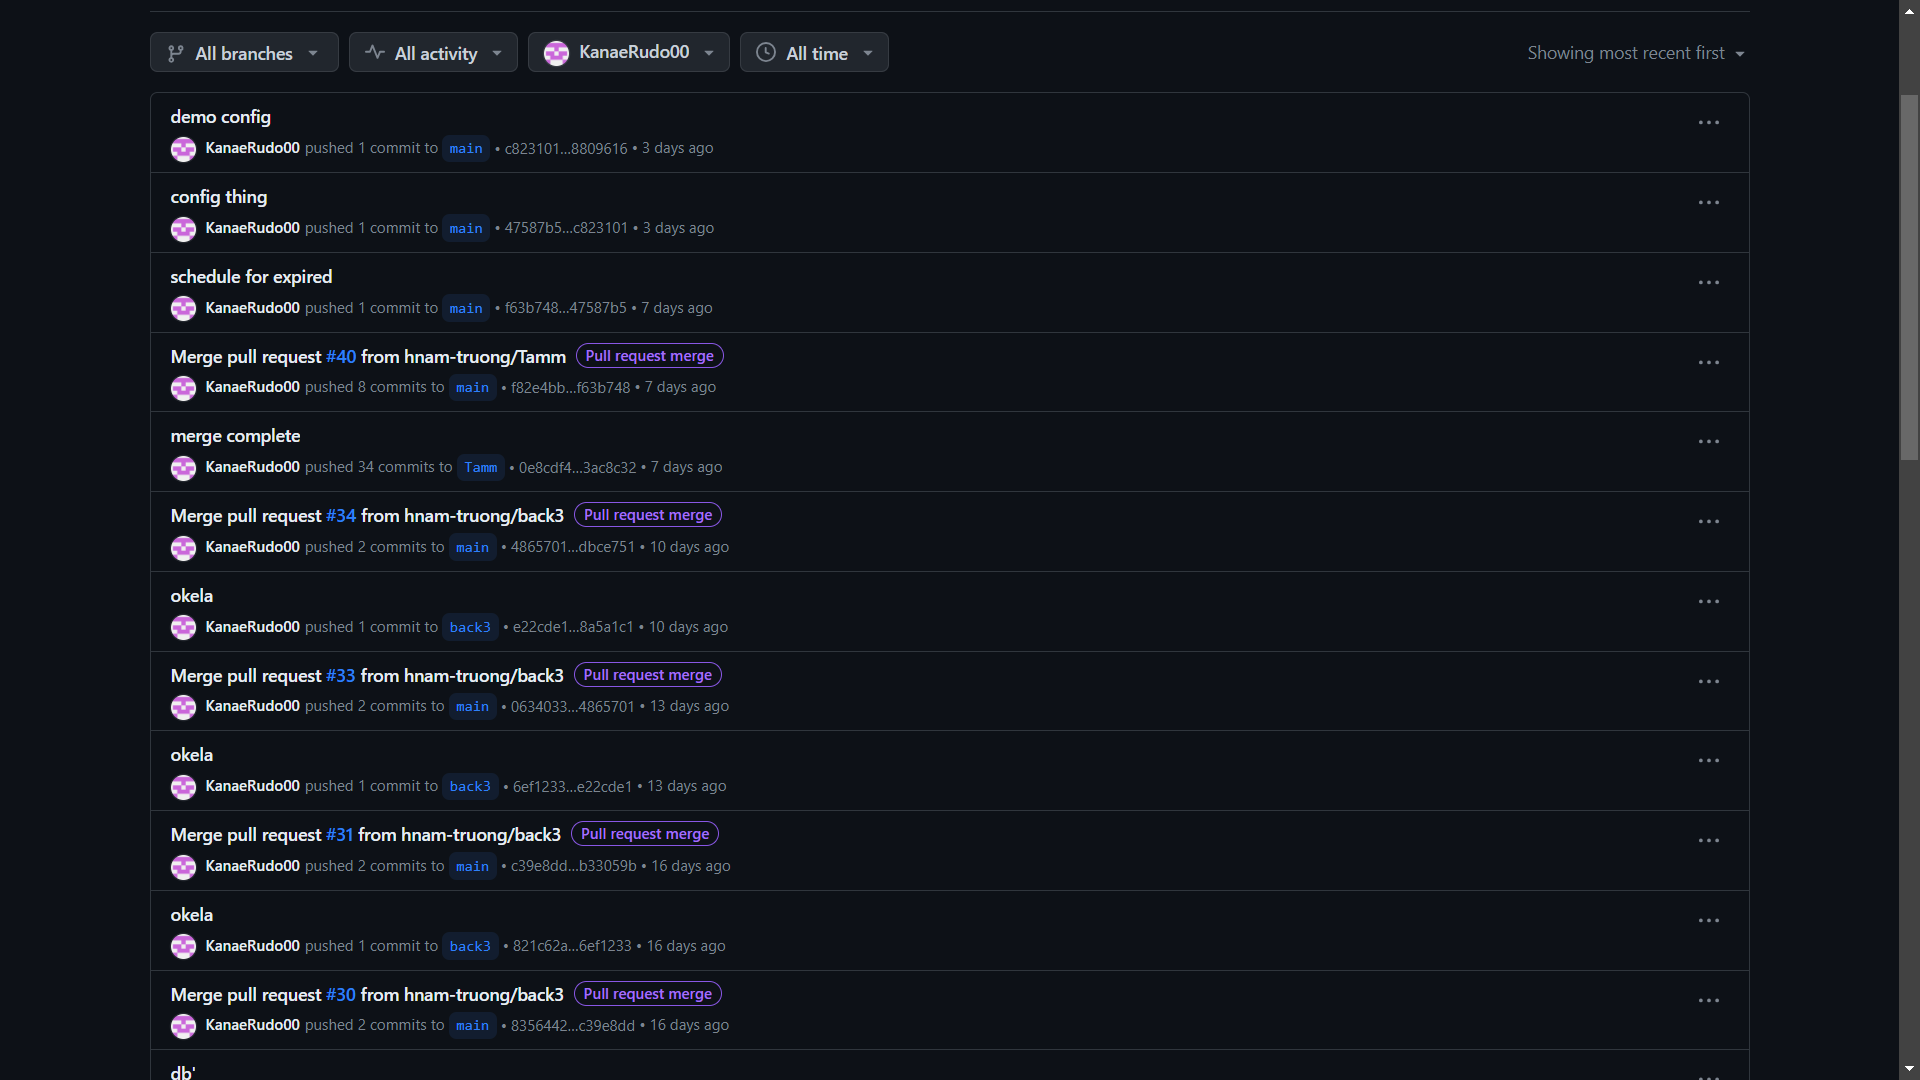 All branches All activity KanaeRudo00 All time Showing most recent first
demo config
KanaeRudo00 pushed 1 commit to main • c823101...8809616 • 3 days ago
config thing
KanaeRudo00 pushed 1 commit to main • 47587b5...c823101 • 3 days ago
schedule for expired
KanaeRudo00 pushed 1 commit to main • f63b748...47587b5 • 7 days ago
Merge pull request #40 from hnam-truong/Tamm Pull request merge
KanaeRudo00 pushed 8 commits to main • f82e4bb...f63b748 • 7 days ago
merge complete
KanaeRudo00 pushed 34 commits to Tamm • 0e8cdf4...3ac8c32 • 7 days ago
Merge pull request #34 from hnam-truong/back3 Pull request merge
KanaeRudo00 pushed 2 commits to main • 4865701...dbce751 • 10 days ago
okela
KanaeRudo00 pushed 1 commit to back3 • e22cde1...8a5a1c1 • 10 days ago
Merge pull request #33 from hnam-truong/back3 Pull request merge
KanaeRudo00 pushed 2 commits to main • 0634033...4865701 • 13 days ago
okela
KanaeRudo00 pushed 1 commit to back3 • 6ef1233...e22cde1 • 13 days ago
Merge pull request #31 from hnam-truong/back3 Pull request merge
KanaeRudo00 pushed 2 commits to main • c39e8dd...b33059b • 16 days ago
okela
KanaeRudo00 pushed 1 commit to back3 • 821c62a...6ef1233 • 16 days ago
Merge pull request #30 from hnam-truong/back3 Pull request merge
KanaeRudo00 pushed 2 commits to main • 8356442...c39e8dd • 16 days ago
db'